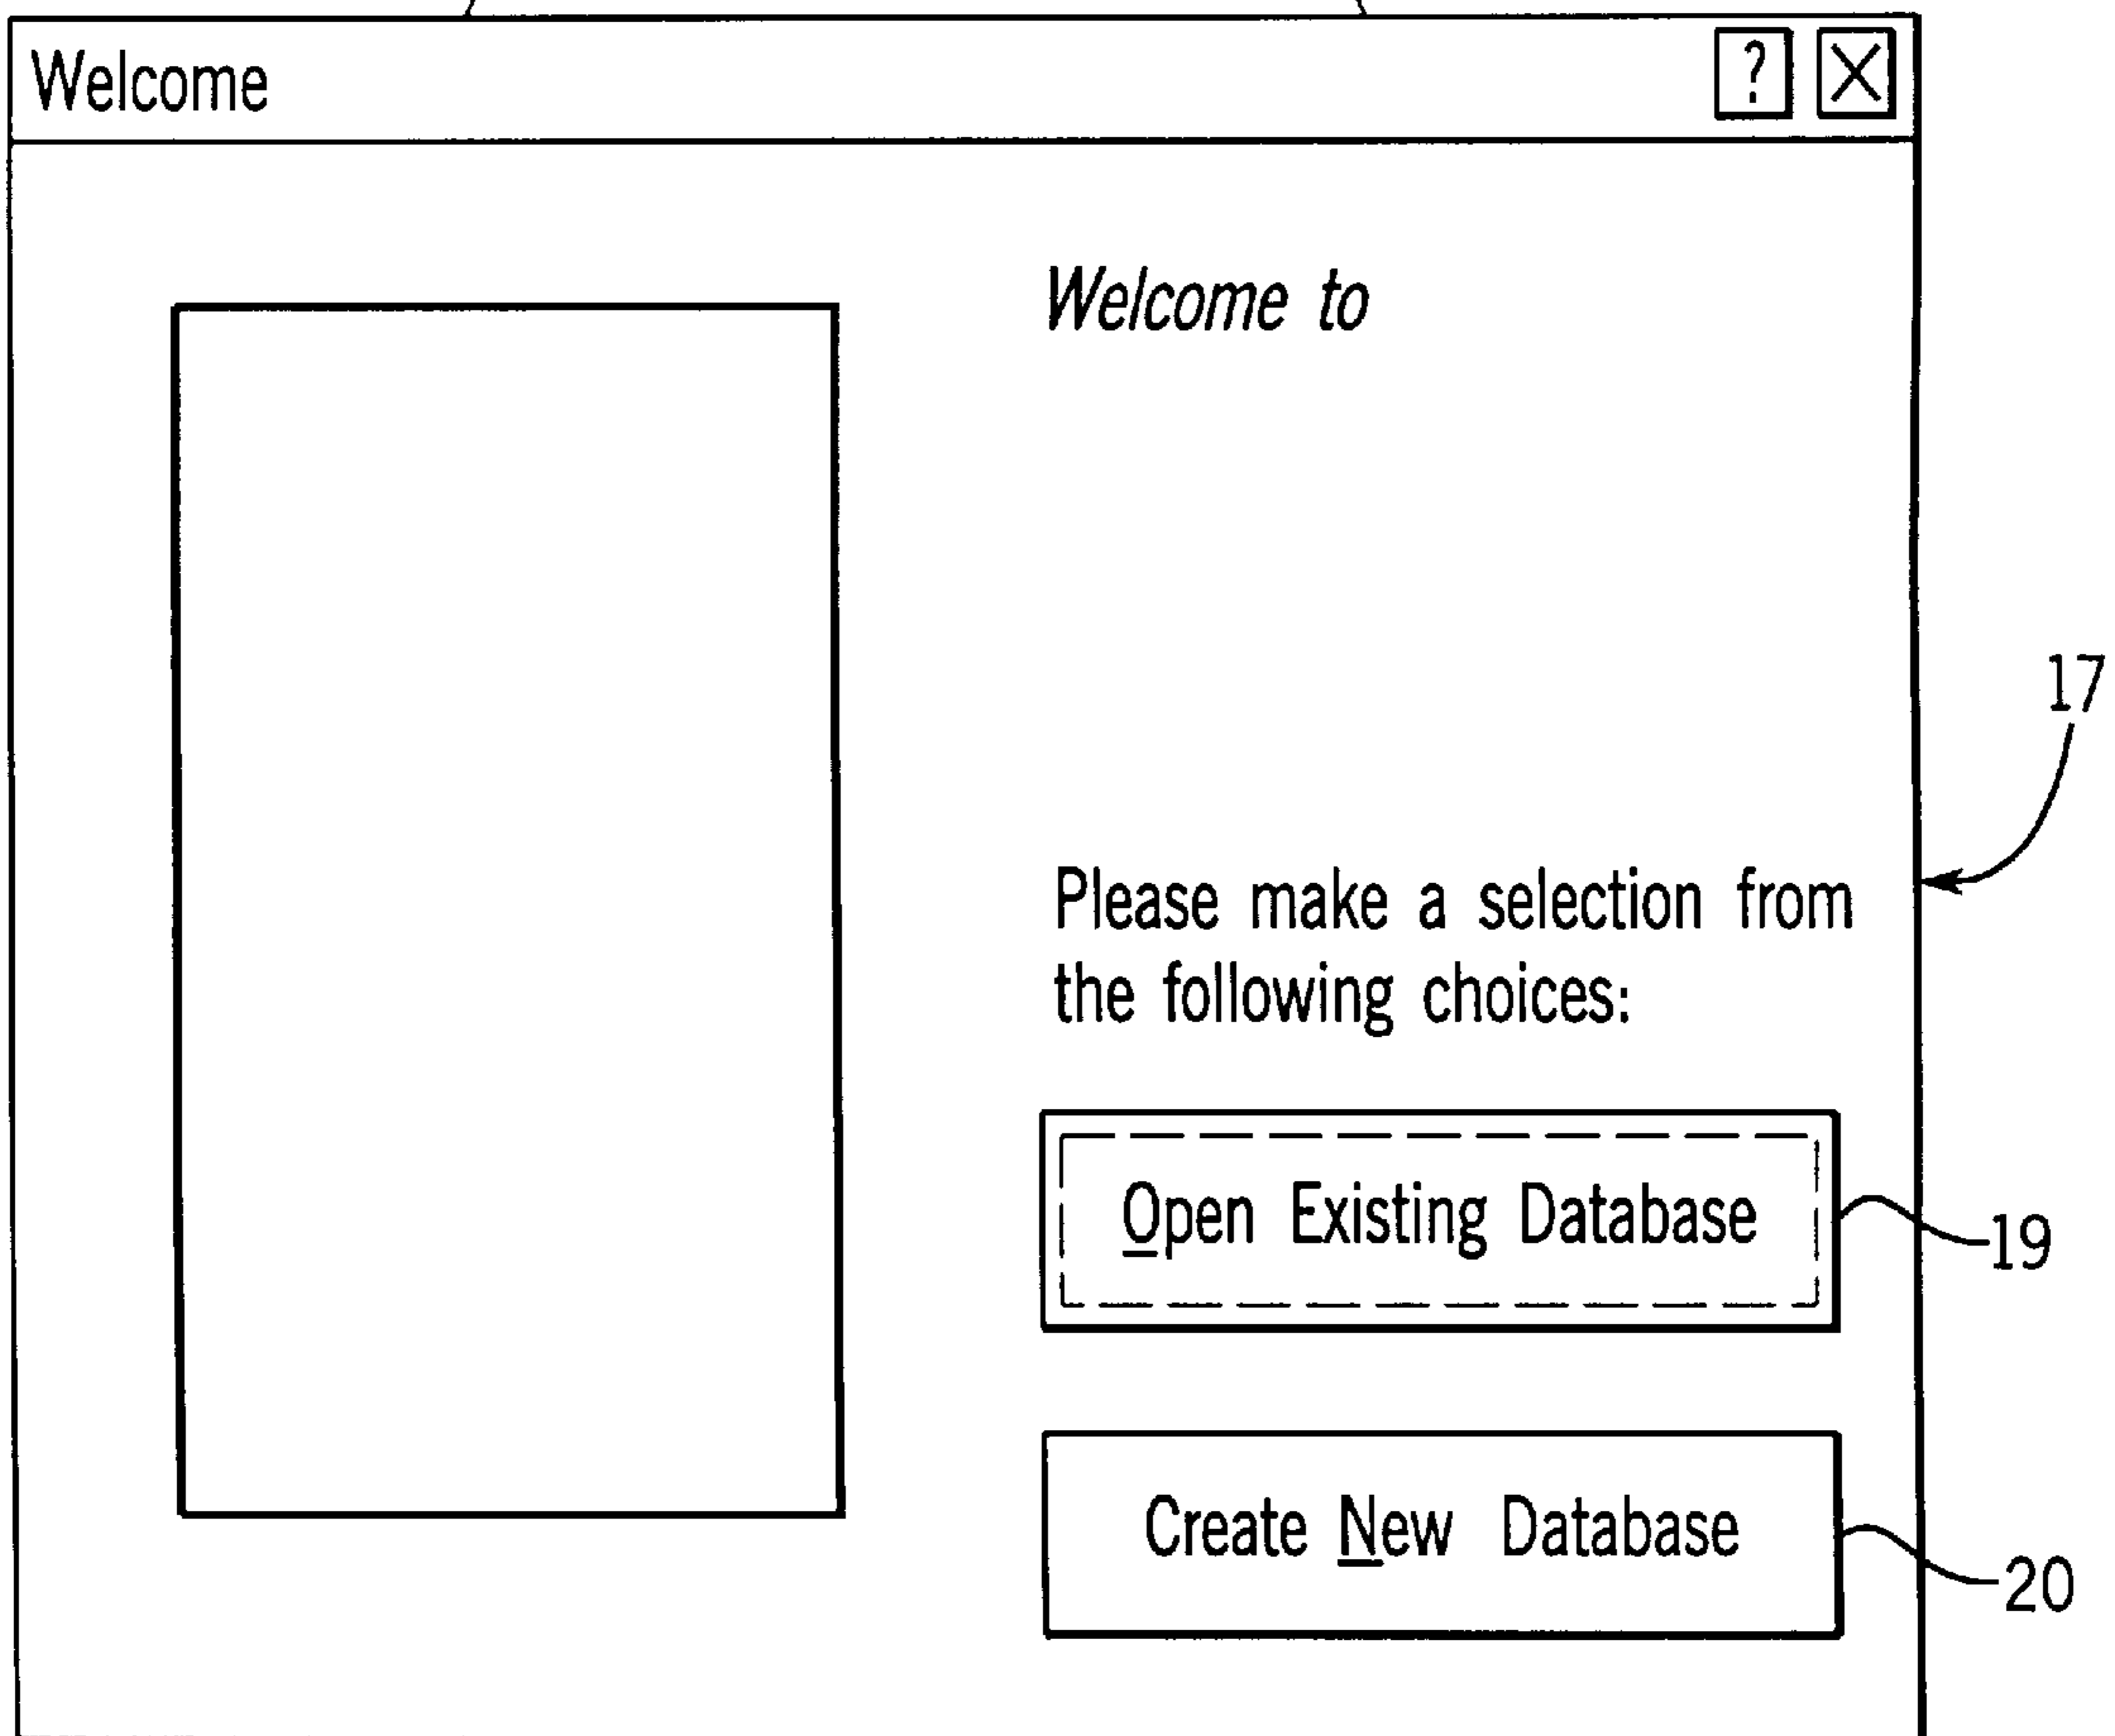 Welcome ? X
Welcome to
17
Please make a selection from
the following choices:
Open Existing Database
19
Create New Database
20